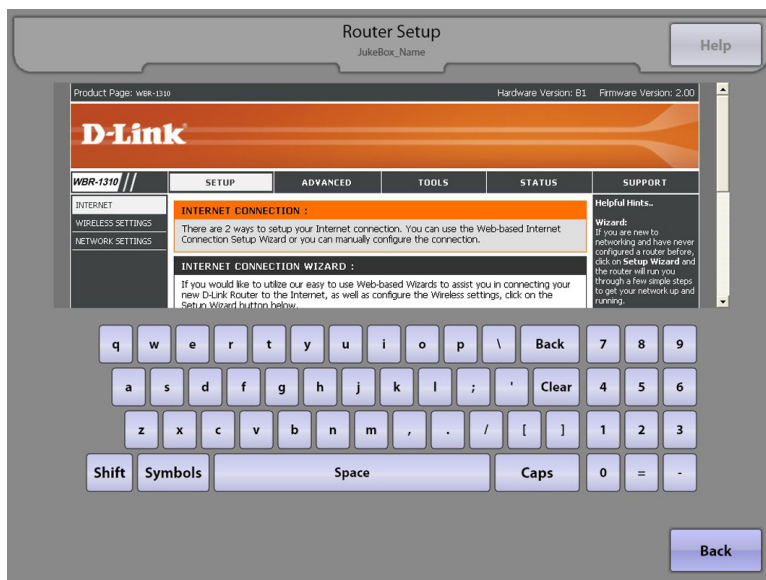 Router Setup
JukeBox_Name
Help
Product Page: WBR-1310
Hardware Version: B1 Firmware Version: 2.00
D-Link
WBR-1310
SETUP ADVANCED TOOLS STATUS SUPPORT
INTERNET
WIRELESS SETTINGS
NETWORK SETTINGS
INTERNET CONNECTION :
There are 2 ways to setup your Internet connection. You can use the Web-based Internet
Connection Setup Wizard or you can manually configure the connection.
INTERNET CONNECTION WIZARD :
If you would like to utilize our easy to use Web-based Wizards to assist you in connecting your
new D-Link Router to the Internet, as well as configure the Wireless settings, click on the
Setup Wizard button below.
Helpful Hints..
Wizard:
If you are new to
networking and have never
configured a router before,
click on Setup Wizard and
the router will run you
through a few simple steps
to get your network up and
running.
q w e r t y u i o p \ Back 7 8 9
a s d f g h j k l ; ' Clear 4 5 6
z x c v b n m , . / [ ] 1 2 3
Shift Symbols Space Caps 0 = -
Back